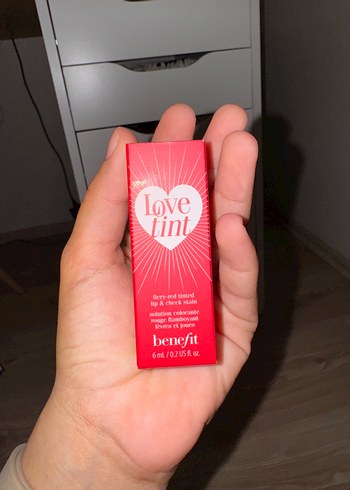 Love
tint
fiery-red tinted
lip & cheek stain
solution colorante
rouge flamboyant
lèvres et joues
benefit
6 mL / 0.2 US fl. oz.